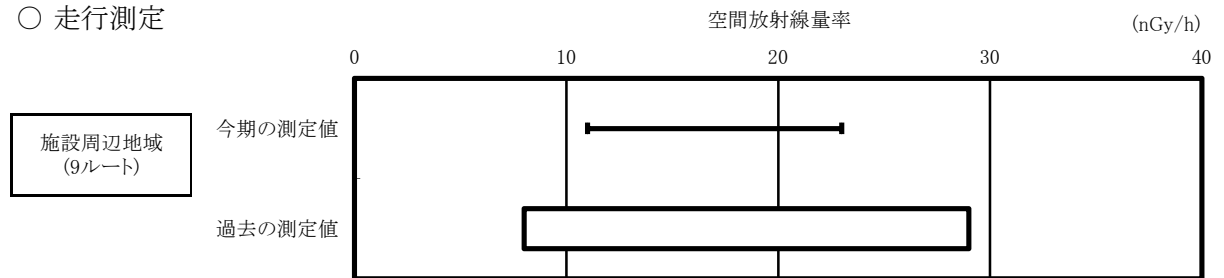 ○ 走行測定
空間放射線量率
(nGy/h)
0 10 20 30 40
施設周辺地域
(9ルート)
今期の測定値
過去の測定値